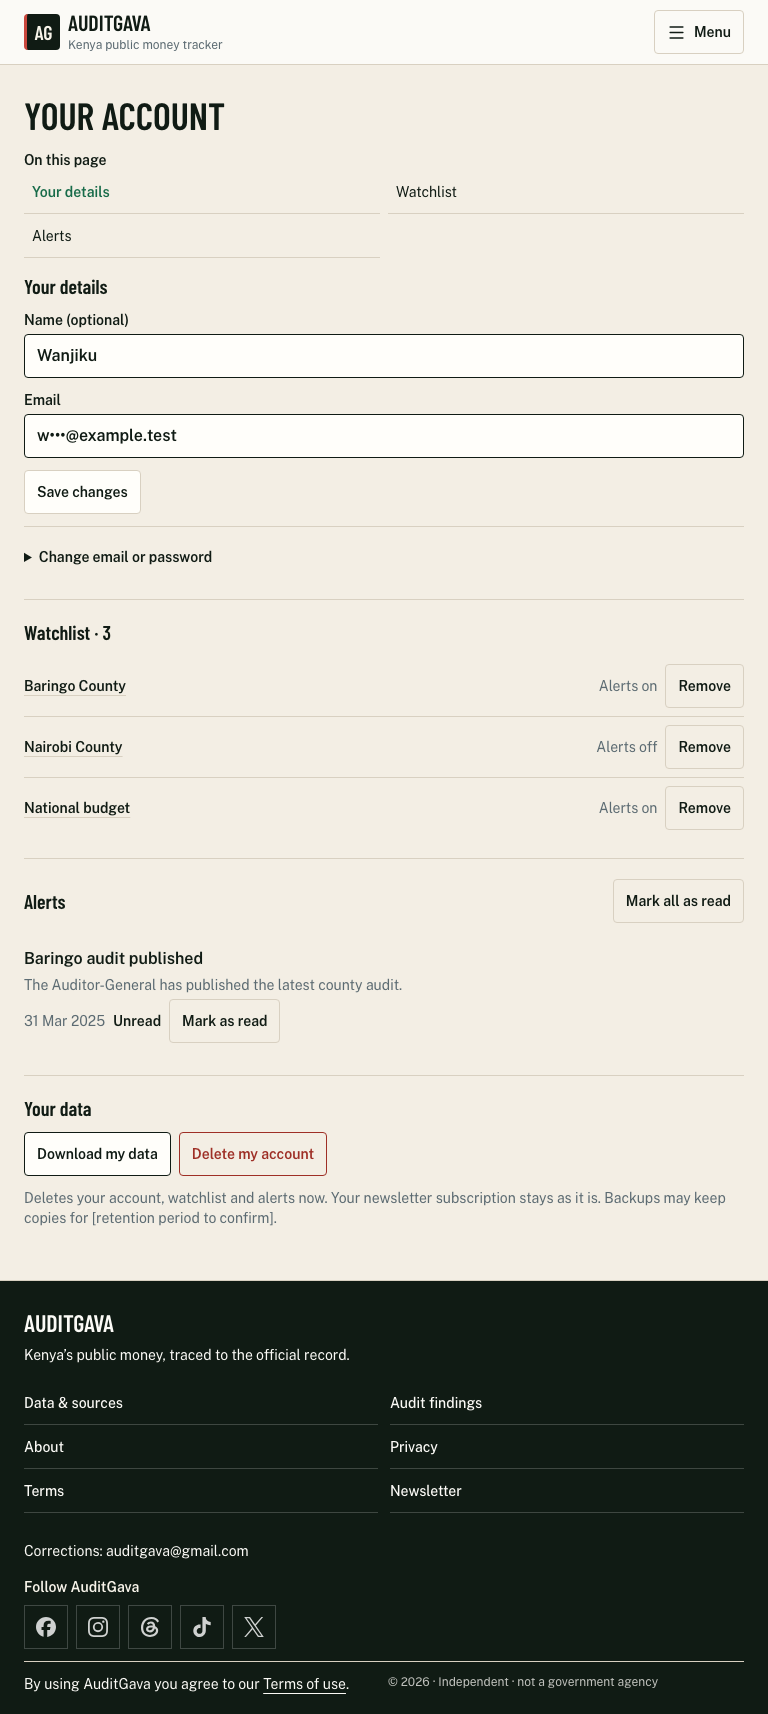 AG
AUDITGAVA
Kenya public money tracker
Menu
YOUR ACCOUNT
On this page
Your details
Watchlist
Alerts
Your details
Name (optional)
Wanjiku
Email
w•••@example.test
Save changes
Change email or password
Watchlist · 3
Baringo County
Alerts on
Remove
Nairobi County
Alerts off
Remove
National budget
Alerts on
Remove
Alerts
Mark all as read
Baringo audit published
The Auditor-General has published the latest county audit.
31 Mar 2025 Unread Mark as read
Your data
Download my data
Delete my account
Deletes your account, watchlist and alerts now. Your newsletter subscription stays as it is. Backups may keep
copies for [retention period to confirm].
AUDITGAVA
Kenya’s public money, traced to the official record.
Data & sources
Audit findings
About
Privacy
Terms
Newsletter
Corrections: auditgava@gmail.com
Follow AuditGava
By using AuditGava you agree to our Terms of use.
© 2026 · Independent · not a government agency